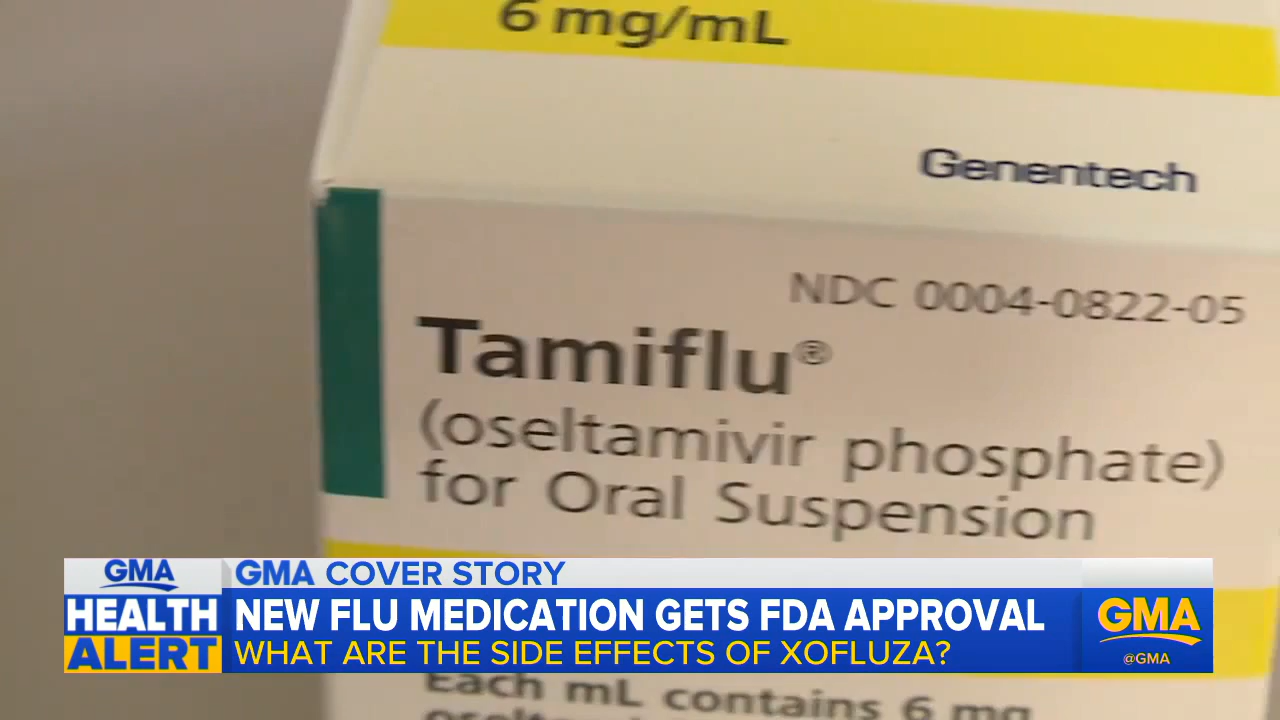 6 mg/mL
Genentech
NDC 0004-0822-05
Tamiflu®
(oseltamivir phosphate)
for Oral Suspension
GMA
HEALTH
ALERT
GMA COVER STORY
NEW FLU MEDICATION GETS FDA APPROVAL
WHAT ARE THE SIDE EFFECTS OF XOFLUZA?
GMA
@GMA
Each mL contains 6 mg